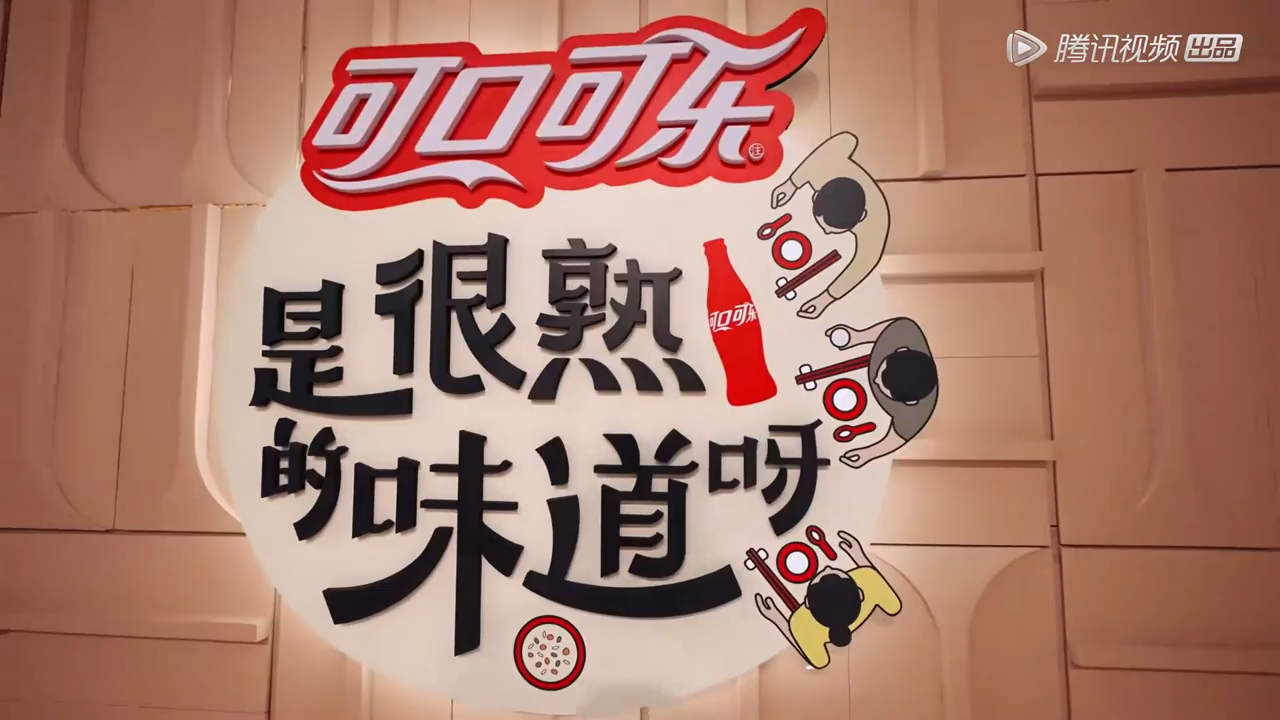 腾讯视频 出品
可口可乐
注
是很熟
可口可乐
的味道呀